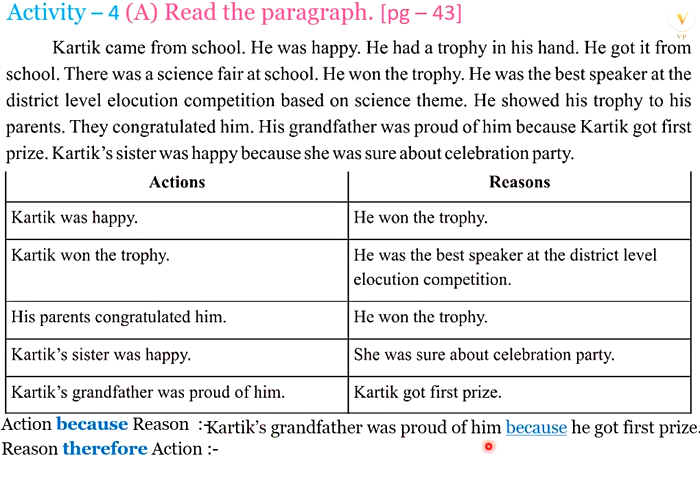 Activity – 4 (A) Read the paragraph. [pg – 43]
VP
Kartik came from school. He was happy. He had a trophy in his hand. He got it from
school. There was a science fair at school. He won the trophy. He was the best speaker at the
district level elocution competition based on science theme. He showed his trophy to his
parents. They congratulated him. His grandfather was proud of him because Kartik got first
prize. Kartik's sister was happy because she was sure about celebration party.
Actions Reasons
Kartik was happy. He won the trophy.
Kartik won the trophy. He was the best speaker at the district level
elocution competition.
His parents congratulated him. He won the trophy.
Kartik's sister was happy. She was sure about celebration party.
Kartik's grandfather was proud of him. Kartik got first prize.
Action because Reason :-Kartik's grandfather was proud of him because he got first prize.
Reason therefore Action :-